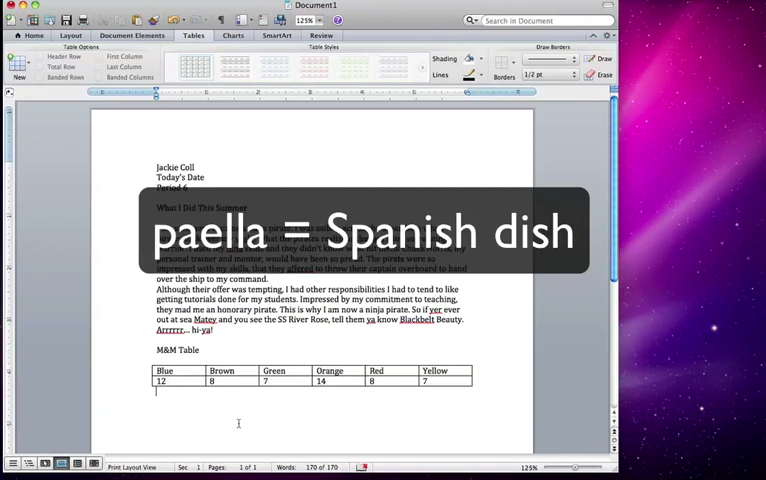 Document1
125%
Search in Document
Home Layout Document Elements Tables Charts SmartArt Review
Table Options Table Styles Draw Borders
Header Row First Column
Total Row Last Column
Banded Rows Banded Columns
New
Shading
Lines
Borders
1/2 pt
Draw
Erase
Jackie Coll
Today's Date
Period 6
What I Did This Summer
paella = Spanish dish
personal trainer and mentor, would have been so proud. The pirate were so
impressed with my skills, that they affered to throw their captain overboard to hand
over the ship to my command.
Although their offer was tempting, I had other responsibilities I had to tend to like
getting tutorials done for my students. Impressed by my commitment to teaching,
they mad me an honorary pirate. This is why I am now a ninja pirate. So if yer ever
out at sea Matey and you see the SS River Rose, tell them ya know Blackbelt Beauty.
Arrrrrr... hi-ya!
M&M Table
Blue Brown Green Orange Red Yellow
12 8 7 14 8 7
Print Layout View Sec 1 Pages: 1 of 1 Words: 170 of 170 125%